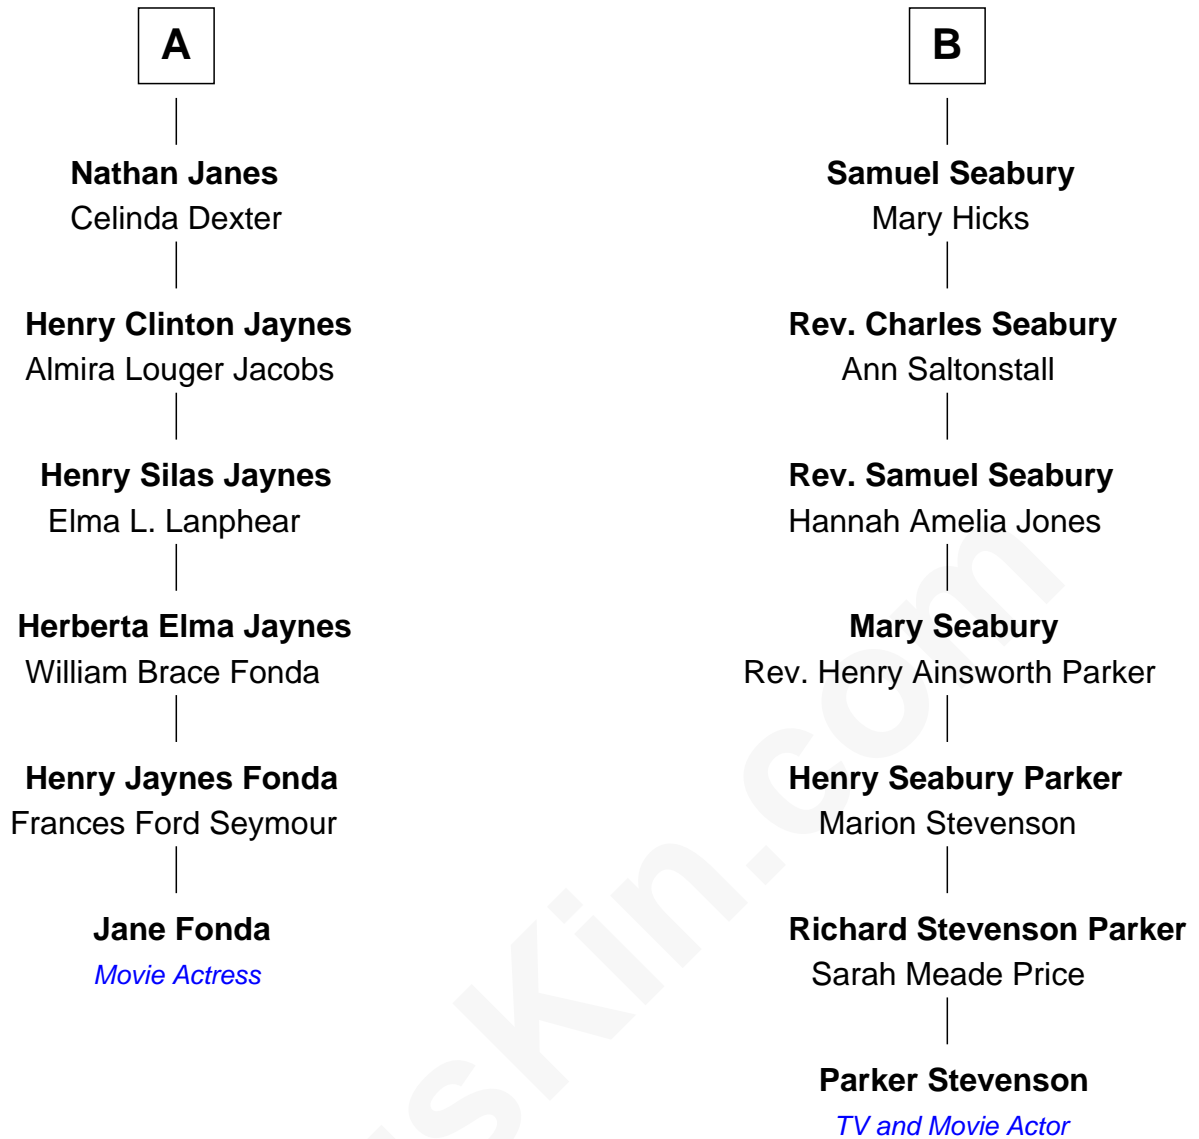 A
Nathan Janes
Celinda Dexter
Henry Clinton Jaynes
Almira Louger Jacobs
Henry Silas Jaynes
Elma L. Lanphear
Herberta Elma Jaynes
William Brace Fonda
Henry Jaynes Fonda
Frances Ford Seymour
Jane Fonda
Movie Actress
B
Samuel Seabury
Mary Hicks
Rev. Charles Seabury
Ann Saltonstall
Rev. Samuel Seabury
Hannah Amelia Jones
Mary Seabury
Rev. Henry Ainsworth Parker
Henry Seabury Parker
Marion Stevenson
Richard Stevenson Parker
Sarah Meade Price
Parker Stevenson
TV and Movie Actor